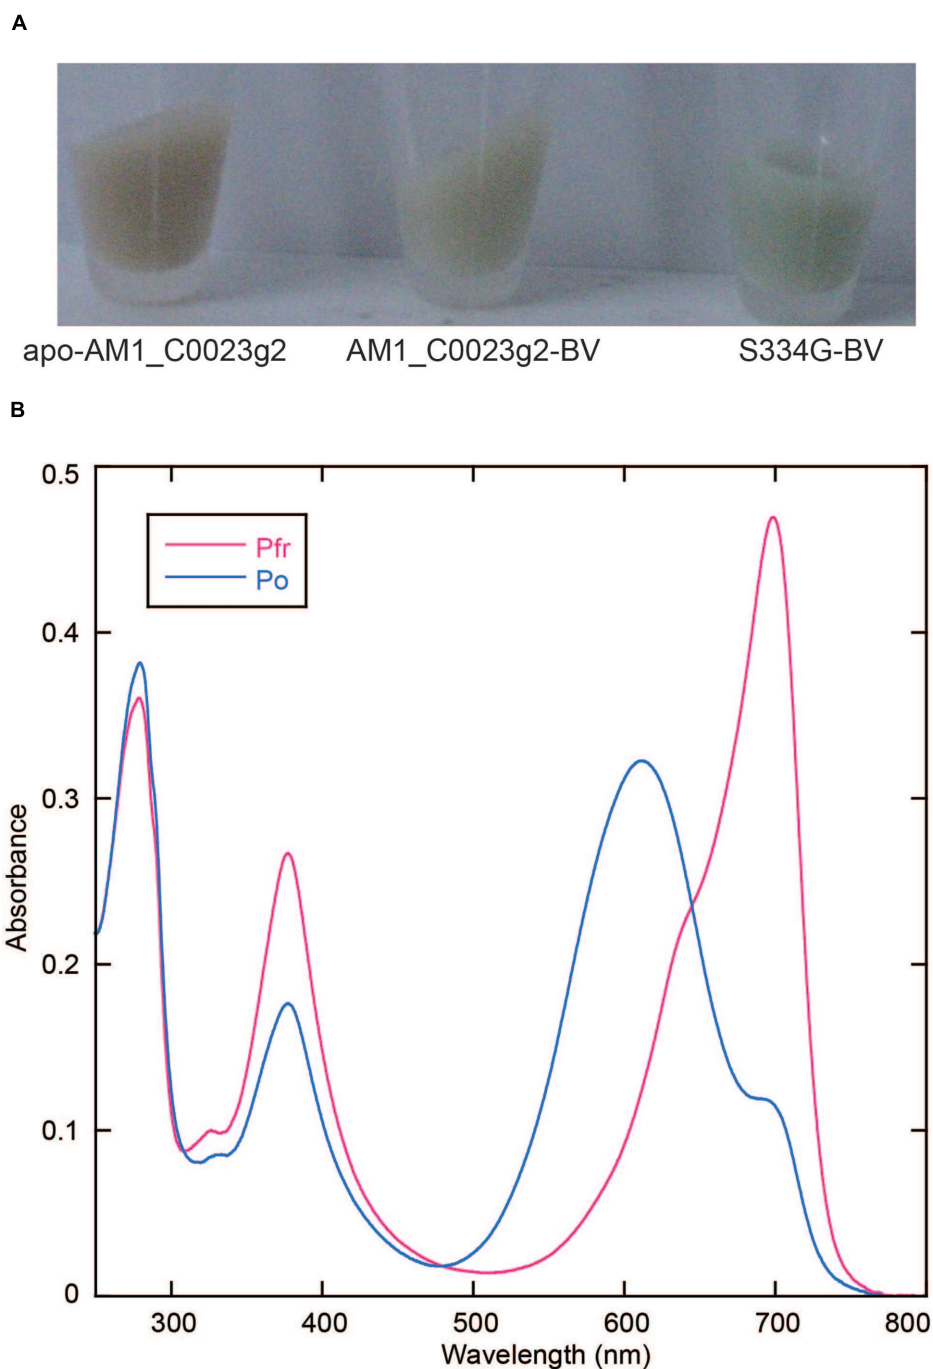 A
apo-AM1_C0023g2 AM1_C0023g2-BV S334G-BV
B
0.5
Pfr
Po
0.4
0.3
Absorbance
0.2
0.1
0
300 400 500 600 700 800
Wavelength (nm)